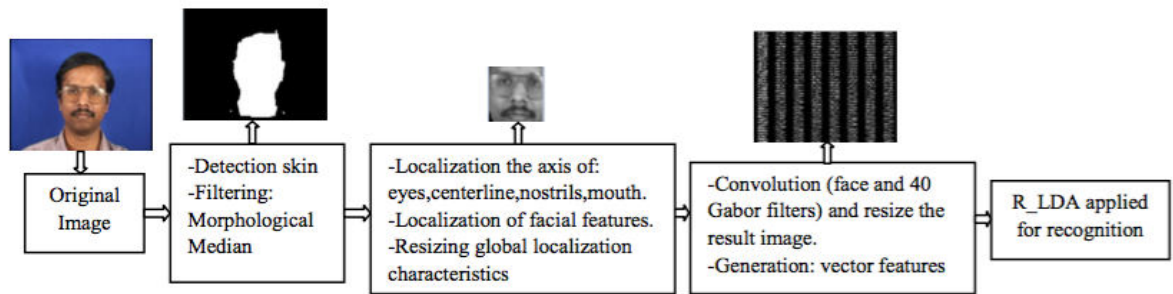 Original
Image
-Detection skin
-Filtering:
Morphological
Median
-Localization the axis of:
eyes,centerline,nostrils,mouth.
-Localization of facial features.
-Resizing global localization
characteristics
-Convolution (face and 40
Gabor filters) and resize the
result image.
-Generation: vector features
R_LDA applied
for recognition